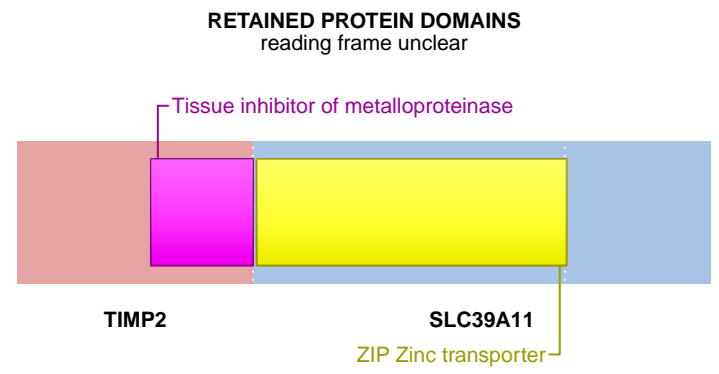 RETAINED PROTEIN DOMAINS
reading frame unclear
Tissue inhibitor of metalloproteinase
TIMP2
SLC39A11
ZIP Zinc transporter